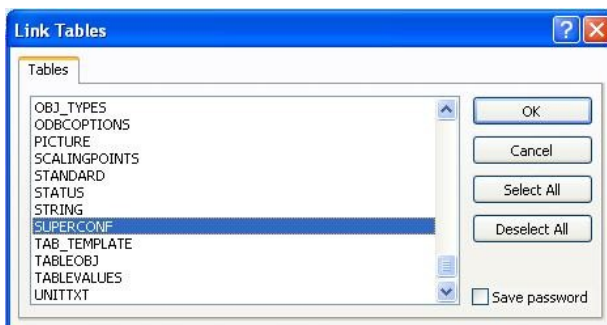 Link Tables
Tables
OBJ_TYPES
ODBCOPTIONS
PICTURE
SCALINGPOINTS
STANDARD
STATUS
STRING
SUPERCONF
TAB_TEMPLATE
TABLEOBJ
TABLEVALUES
UNITTXT
OK
Cancel
Select All
Deselect All
Save password